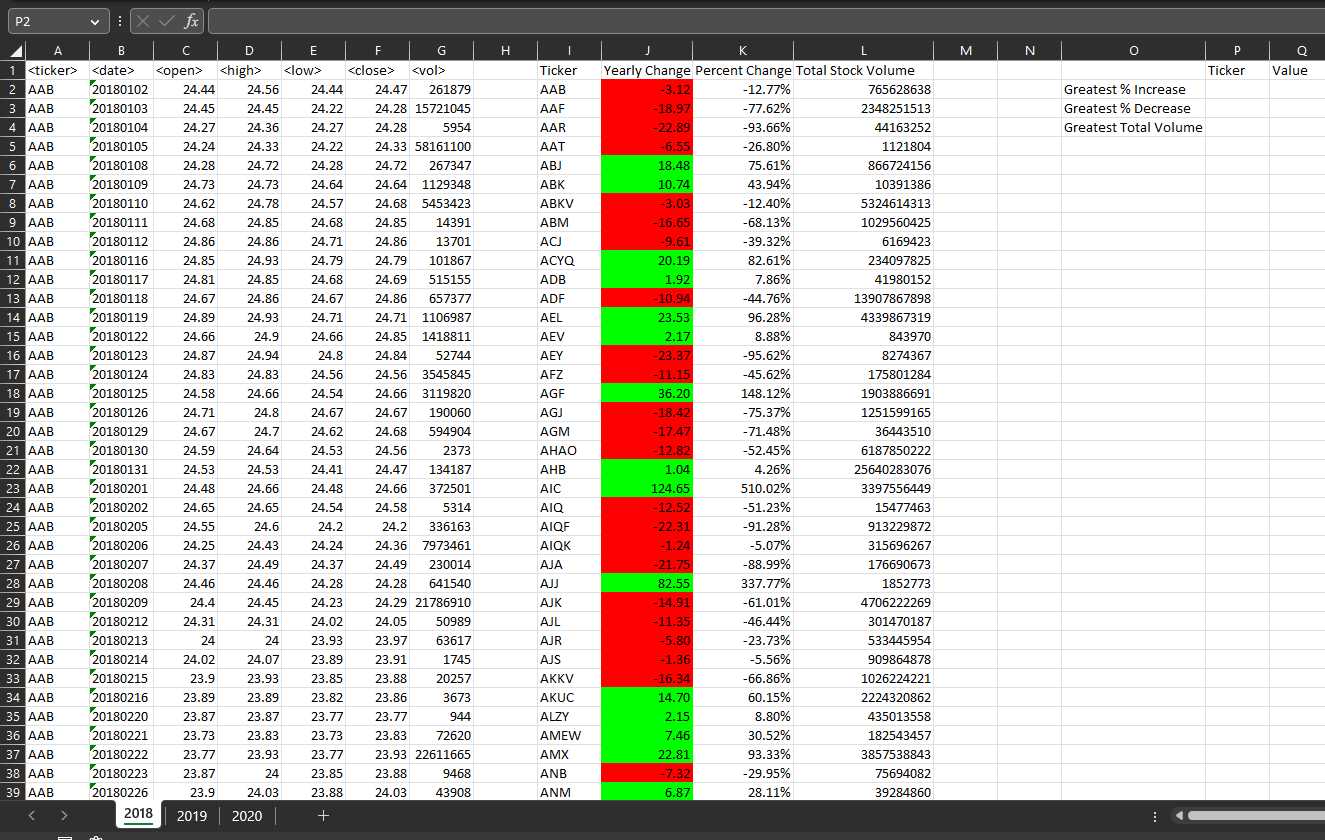 P2 fx
A B C D E F G H I J K L M N O P Q
1 <ticker> <date> <open> <high> <low> <close> <vol> Ticker Yearly Change Percent Change Total Stock Volume Ticker Value
2 AAB 20180102 24.44 24.56 24.44 24.47 261879 AAB -3.12 -12.77% 765628638 Greatest % Increase
3 AAB 20180103 24.45 24.45 24.22 24.28 15721045 AAF -18.97 -77.62% 2348251513 Greatest % Decrease
4 AAB 20180104 24.27 24.36 24.27 24.28 5954 AAR -22.89 -93.66% 44163252 Greatest Total Volume
5 AAB 20180105 24.24 24.33 24.22 24.33 58161100 AAT -6.55 -26.80% 1121804
6 AAB 20180108 24.28 24.72 24.28 24.72 267347 ABJ 18.48 75.61% 866724156
7 AAB 20180109 24.73 24.73 24.64 24.64 1129348 ABK 10.74 43.94% 10391386
8 AAB 20180110 24.62 24.78 24.57 24.68 5453423 ABKV -3.03 -12.40% 5324614313
9 AAB 20180111 24.68 24.85 24.68 24.85 14391 ABM -16.65 -68.13% 1029560425
10 AAB 20180112 24.86 24.86 24.71 24.86 13701 ACJ -9.61 -39.32% 6169423
11 AAB 20180116 24.85 24.93 24.79 24.79 101867 ACYQ 20.19 82.61% 234097825
12 AAB 20180117 24.81 24.85 24.68 24.69 515155 ADB 1.92 7.86% 41980152
13 AAB 20180118 24.67 24.86 24.67 24.86 657377 ADF -10.94 -44.76% 13907867898
14 AAB 20180119 24.89 24.93 24.71 24.71 1106987 AEL 23.53 96.28% 4339867319
15 AAB 20180122 24.66 24.9 24.66 24.85 1418811 AEV 2.17 8.88% 843970
16 AAB 20180123 24.87 24.94 24.8 24.84 52744 AEY -23.37 -95.62% 8274367
17 AAB 20180124 24.83 24.83 24.56 24.56 3545845 AFZ -11.15 -45.62% 175801284
18 AAB 20180125 24.58 24.66 24.54 24.66 3119820 AGF 36.20 148.12% 1903886691
19 AAB 20180126 24.71 24.8 24.67 24.67 190060 AGJ -18.42 -75.37% 1251599165
20 AAB 20180129 24.67 24.7 24.62 24.68 594904 AGM -17.47 -71.48% 36443510
21 AAB 20180130 24.59 24.64 24.53 24.56 2373 AHAO -12.82 -52.45% 6187850222
22 AAB 20180131 24.53 24.53 24.41 24.47 134187 AHB 1.04 4.26% 25640283076
23 AAB 20180201 24.48 24.66 24.48 24.66 372501 AIC 124.65 510.02% 3397556449
24 AAB 20180202 24.65 24.65 24.54 24.58 5314 AIQ -12.52 -51.23% 15477463
25 AAB 20180205 24.55 24.6 24.2 24.2 336163 AIQF -22.31 -91.28% 913229872
26 AAB 20180206 24.25 24.43 24.24 24.36 7973461 AIQK -1.24 -5.07% 315696267
27 AAB 20180207 24.37 24.49 24.37 24.49 230014 AJA -21.75 -88.99% 176690673
28 AAB 20180208 24.46 24.46 24.28 24.28 641540 AJJ 82.55 337.77% 1852773
29 AAB 20180209 24.4 24.45 24.23 24.29 21786910 AJK -14.91 -61.01% 4706222269
30 AAB 20180212 24.31 24.31 24.02 24.05 50989 AJL -11.35 -46.44% 301470187
31 AAB 20180213 24 24 23.93 23.97 63617 AJR -5.80 -23.73% 533445954
32 AAB 20180214 24.02 24.07 23.89 23.91 1745 AJS -1.36 -5.56% 909864878
33 AAB 20180215 23.9 23.93 23.85 23.88 20257 AKKV -16.34 -66.86% 1026224221
34 AAB 20180216 23.89 23.89 23.82 23.86 3673 AKUC 14.70 60.15% 2224320862
35 AAB 20180220 23.87 23.87 23.77 23.77 944 ALZY 2.15 8.80% 435013558
36 AAB 20180221 23.73 23.83 23.73 23.83 72620 AMEW 7.46 30.52% 182543457
37 AAB 20180222 23.77 23.93 23.77 23.93 22611665 AMX 22.81 93.33% 3857538843
38 AAB 20180223 23.87 24 23.85 23.88 9468 ANB -7.32 -29.95% 75694082
39 AAB 20180226 23.9 24.03 23.88 24.03 43908 ANM 6.87 28.11% 39284860
2018 2019 2020